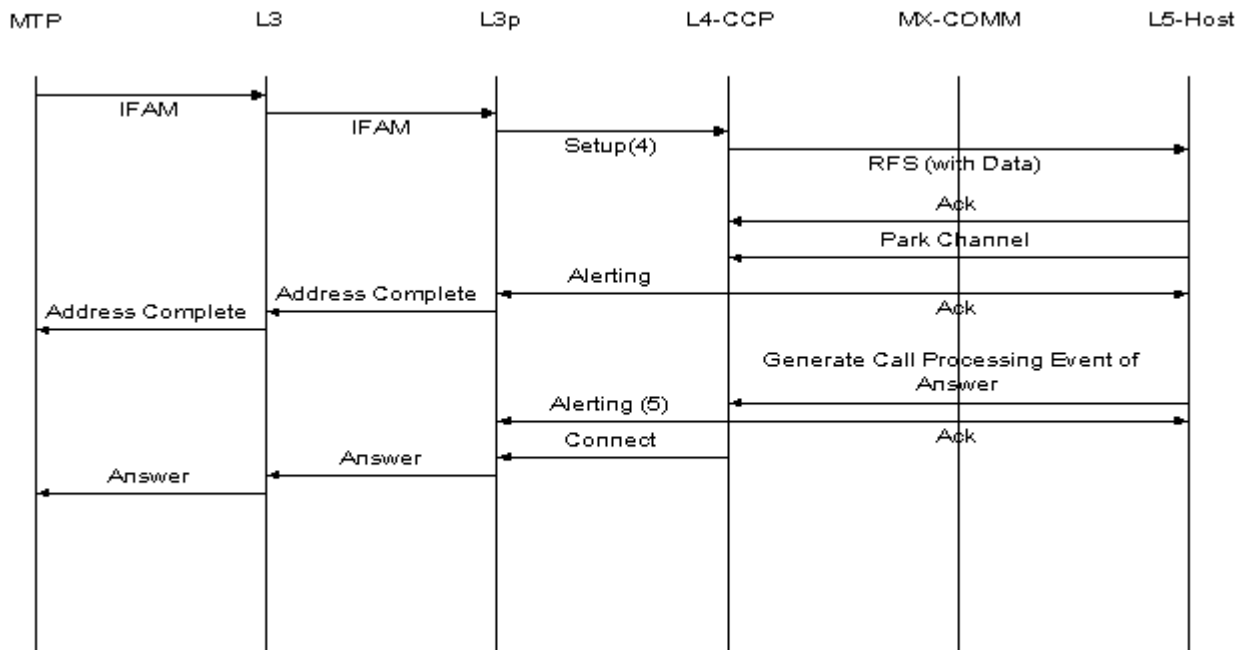 MTP L3 L3p L4-CCP MX-COMM L5-Host
IFAM
IFAM
Setup(4)
RFS (with Data)
Ack
Park Channel
Alerting
Ack
Address Complete
Address Complete
Generate Call Processing Event of
Answer
Alerting (5)
Ack
Connect
Answer
Answer